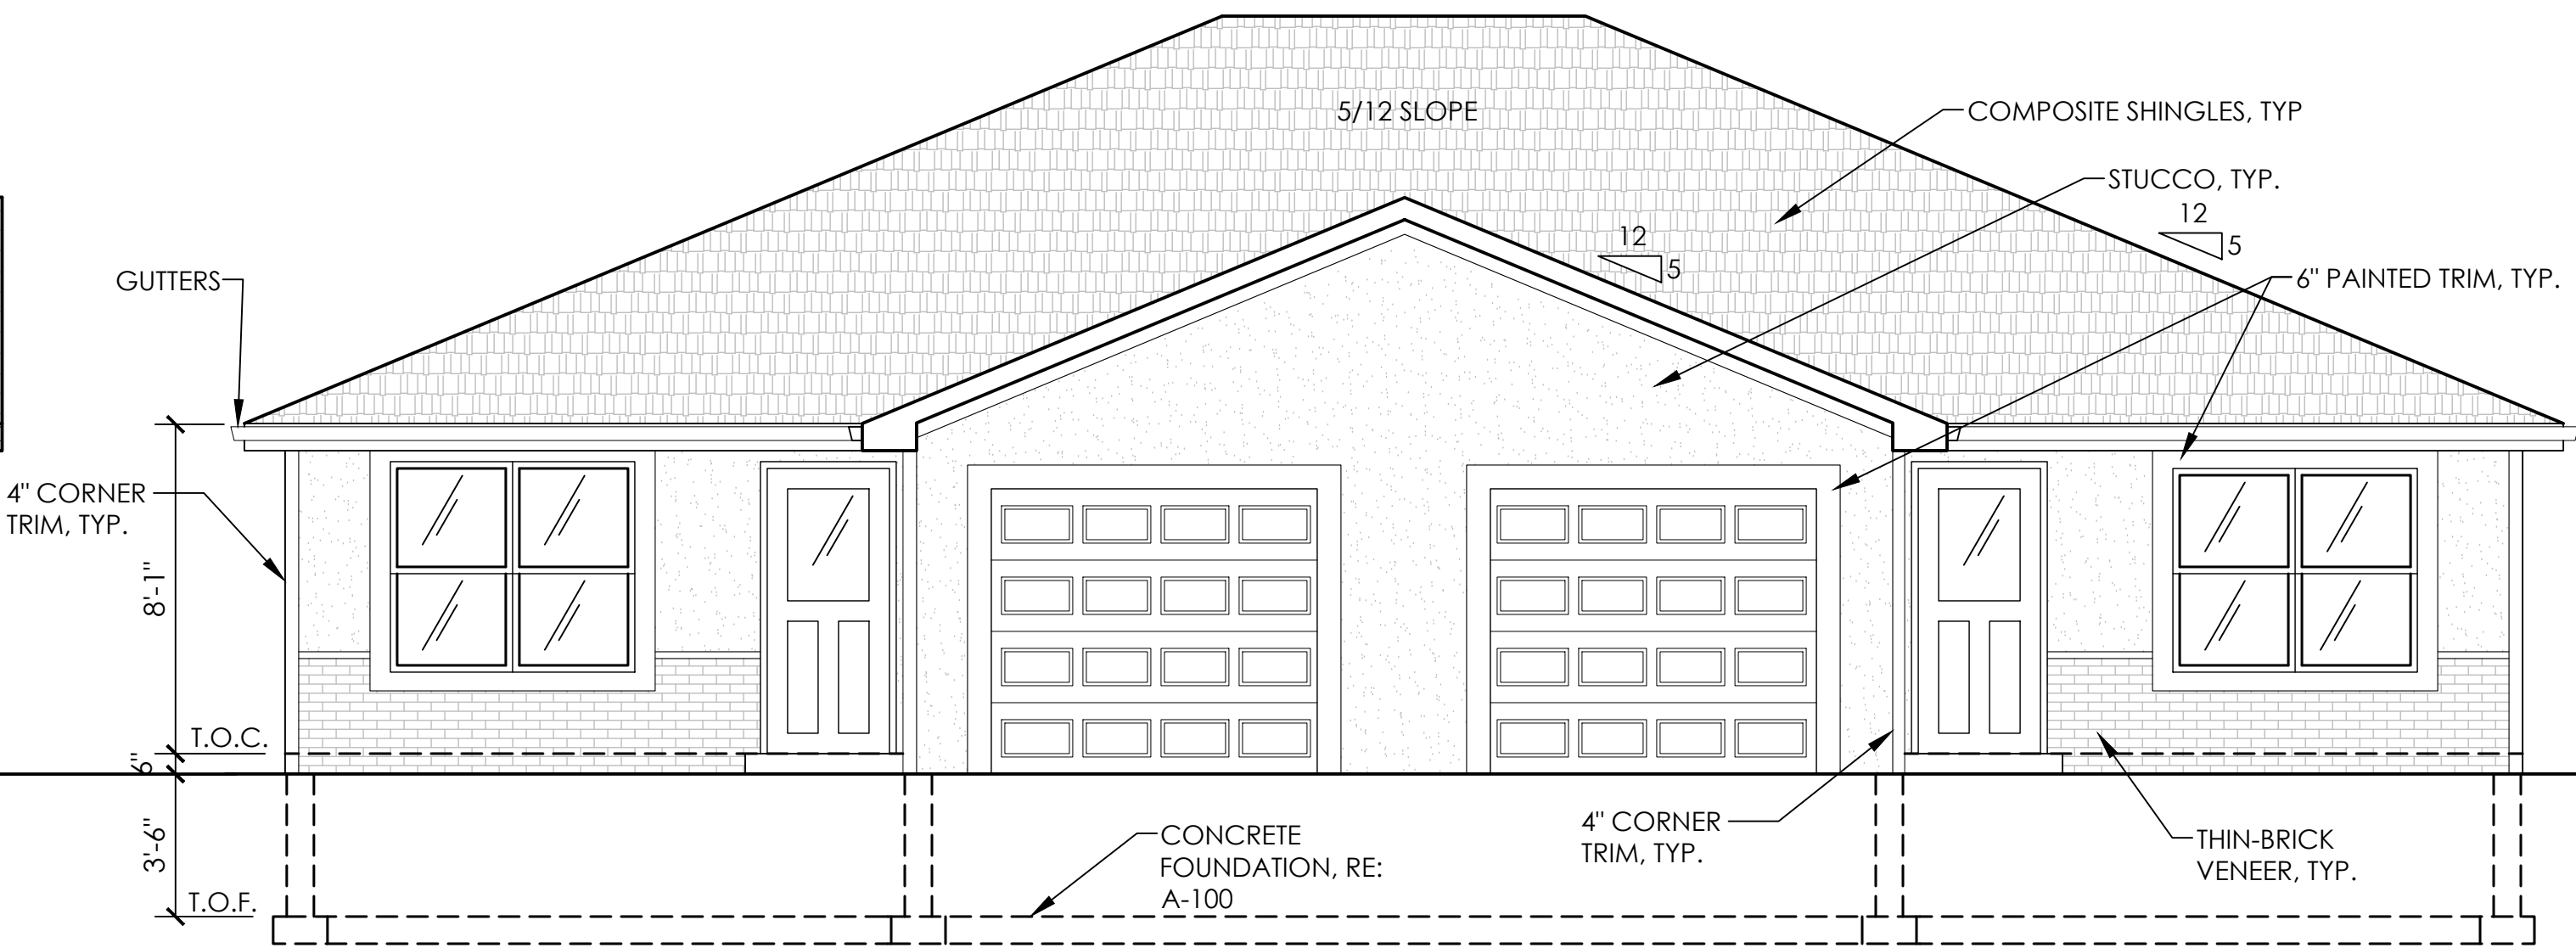 5/12 SLOPE
COMPOSITE SHINGLES, TYP
STUCCO, TYP.
12
5
12
5
GUTTERS
6" PAINTED TRIM, TYP.
4" CORNER
TRIM, TYP.
8'-1"
T.O.C.
6"
3'-6"
T.O.F.
CONCRETE
FOUNDATION, RE:
A-100
4" CORNER
TRIM, TYP.
THIN-BRICK
VENEER, TYP.